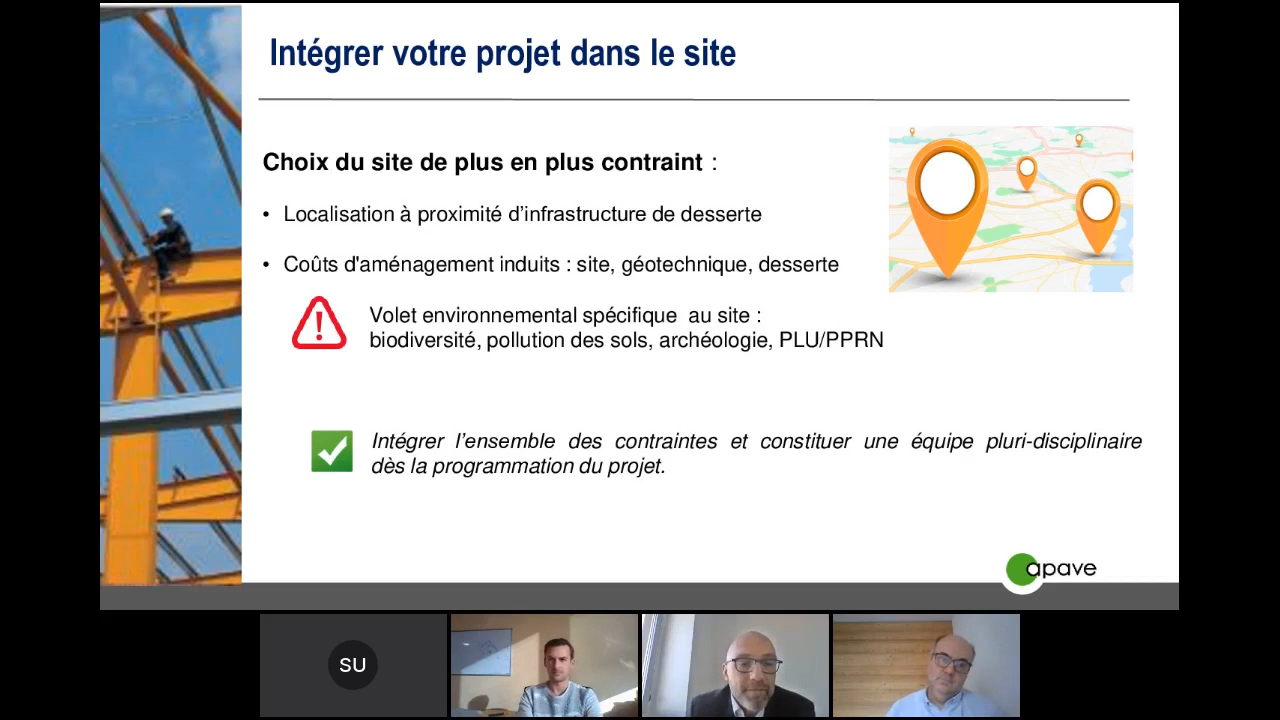 Intégrer votre projet dans le site
Choix du site de plus en plus contraint :
• Localisation à proximité d’infrastructure de desserte
• Coûts d'aménagement induits : site, géotechnique, desserte
Volet environnemental spécifique au site :
biodiversité, pollution des sols, archéologie, PLU/PPRN
Intégrer l’ensemble des contraintes et constituer une équipe pluri-disciplinaire
dès la programmation du projet.
apave
SU